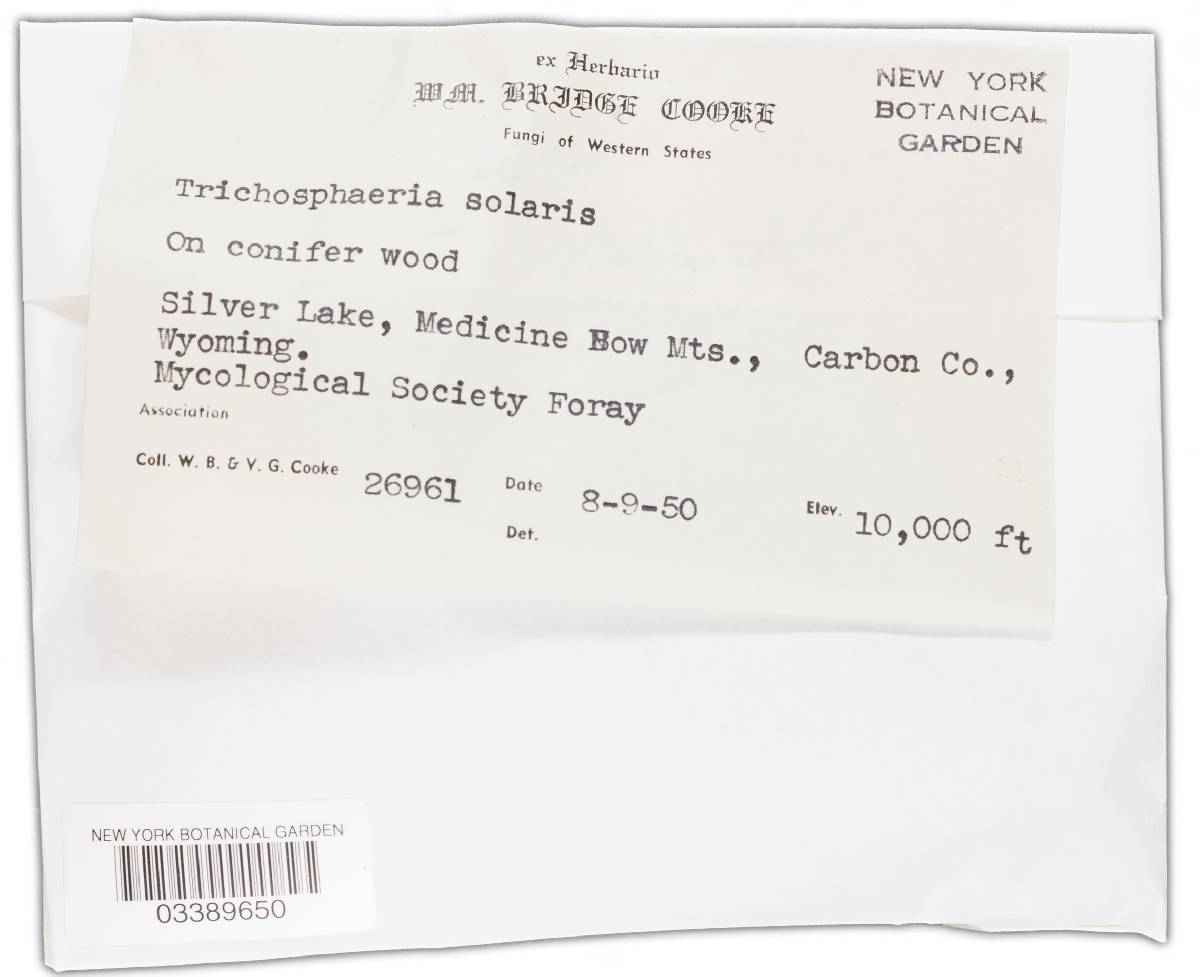 ex Herbario
WM. BRIDGE COOKE
Fungi of Western States
NEW YORK
BOTANICAL
GARDEN
Trichosphaeria solaris
On conifer wood
Silver Lake, Medicine Bow Mts., Carbon Co.,
Wyoming.
Mycological Society Foray
Association
Coll. W. B. & V. G. Cooke 26961 Date 8-9-50 Elev. 10,000 ft
Det.
NEW YORK BOTANICAL GARDEN
03389650